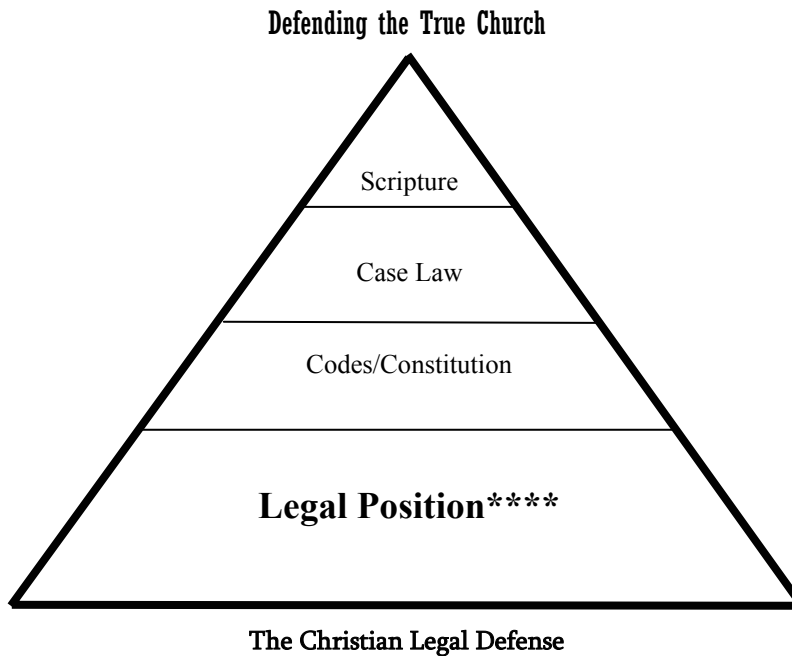 Defending the True Church
Scripture
Case Law
Codes/Constitution
Legal Position****
The Christian Legal Defense